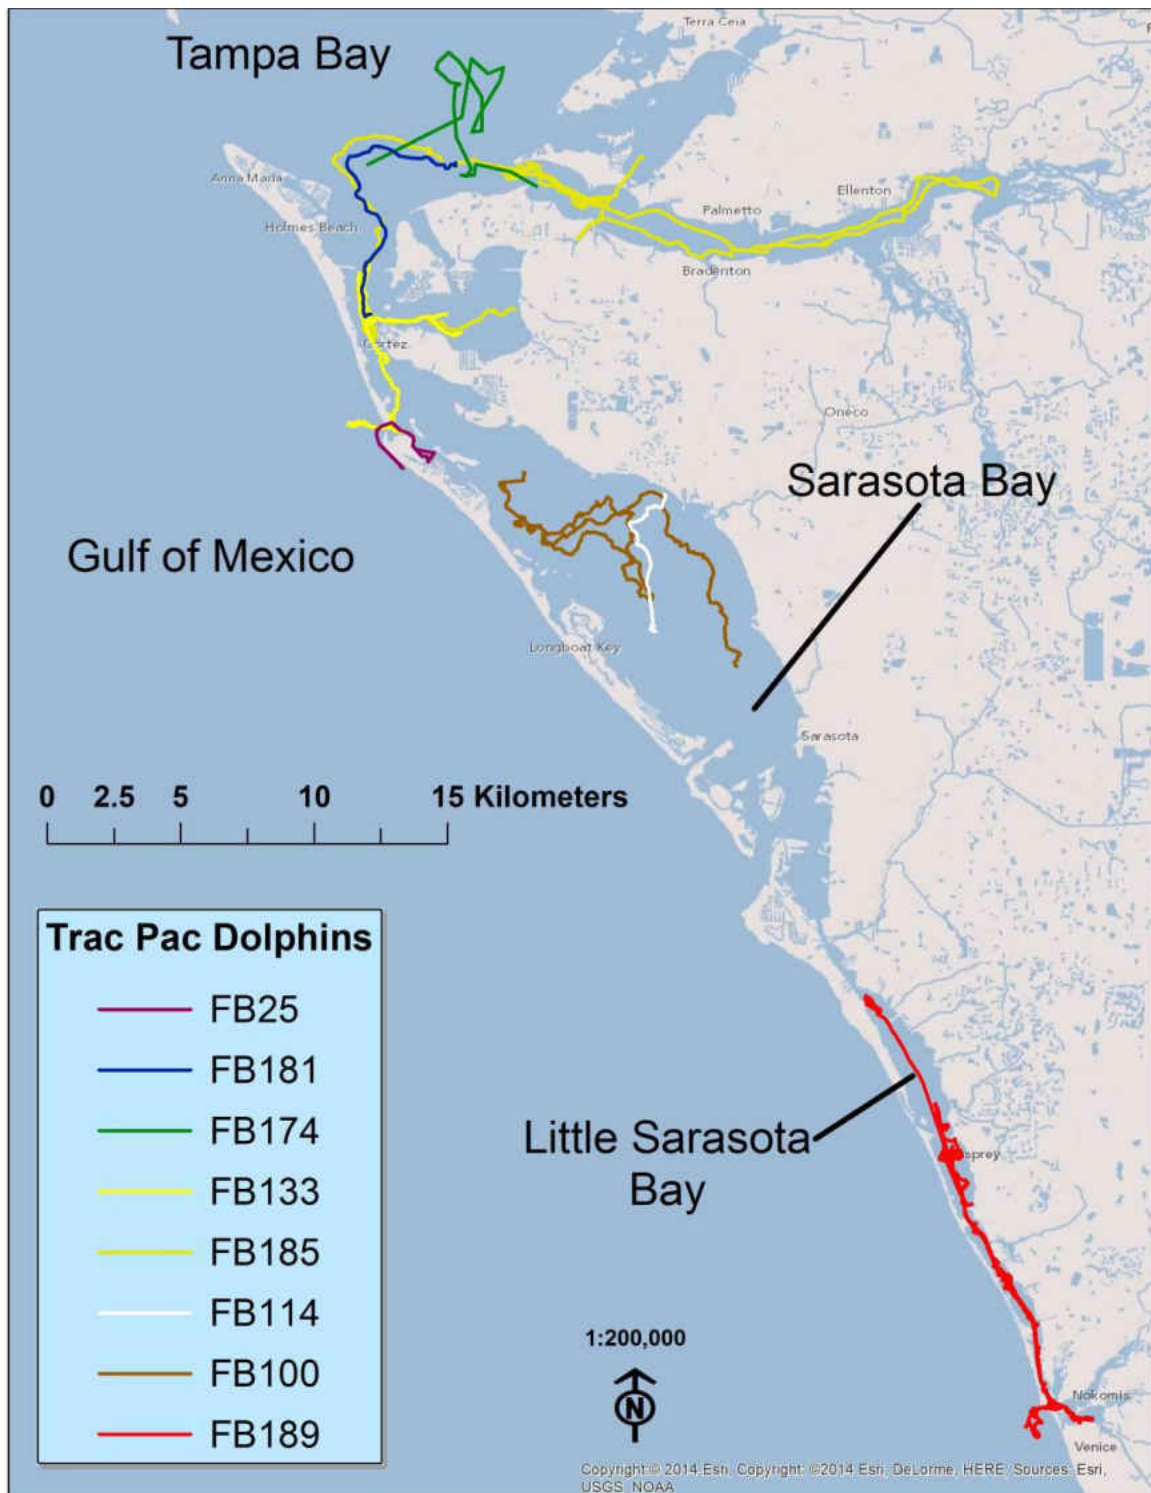 Terra Ceia
Tampa Bay
Anna Maria
Ellenton
Palmetto
Holmes Beach
Bradenton
Cortez
Oneco
Sarasota Bay
Gulf of Mexico
Longboat Key
Sarasota
0 2.5 5 10 15 Kilometers
Trac Pac Dolphins
FB25
FB181
FB174
FB133
FB185
FB114
FB100
FB189
Little Sarasota
Bay
sprey
1:200,000
N
Nokomis
Venice
Copyright:© 2014 Esri, Copyright: ©2014 Esri, DeLorme, HERE, Sources: Esri,
USGS, NOAA